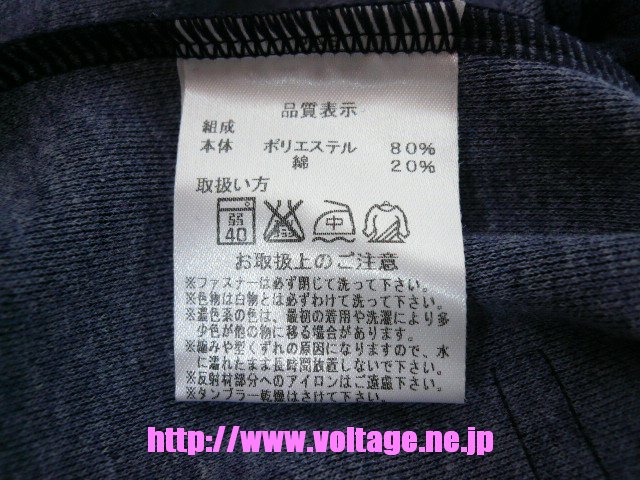 品質表示
組成
本体 ポリエステル 80%
綿 20%
取扱い方
弱 40 エンソサラシ 中
お取扱上のご注意
※ファスナーは必ず閉じて洗って下さい。
※色物は白物とは必ずわけて洗って下さい。
※濃色系の色は、最初の着用や洗濯により多
少色が他の物に移る場合があります。
※縮みや型くずれの原因になりますので、水
に濡れたまま長時間放置しないで下さい。
※反射材部分へのアイロンはご遠慮下さい。
※タンブラー乾燥はさけて下さい。
http://www.voltage.ne.jp